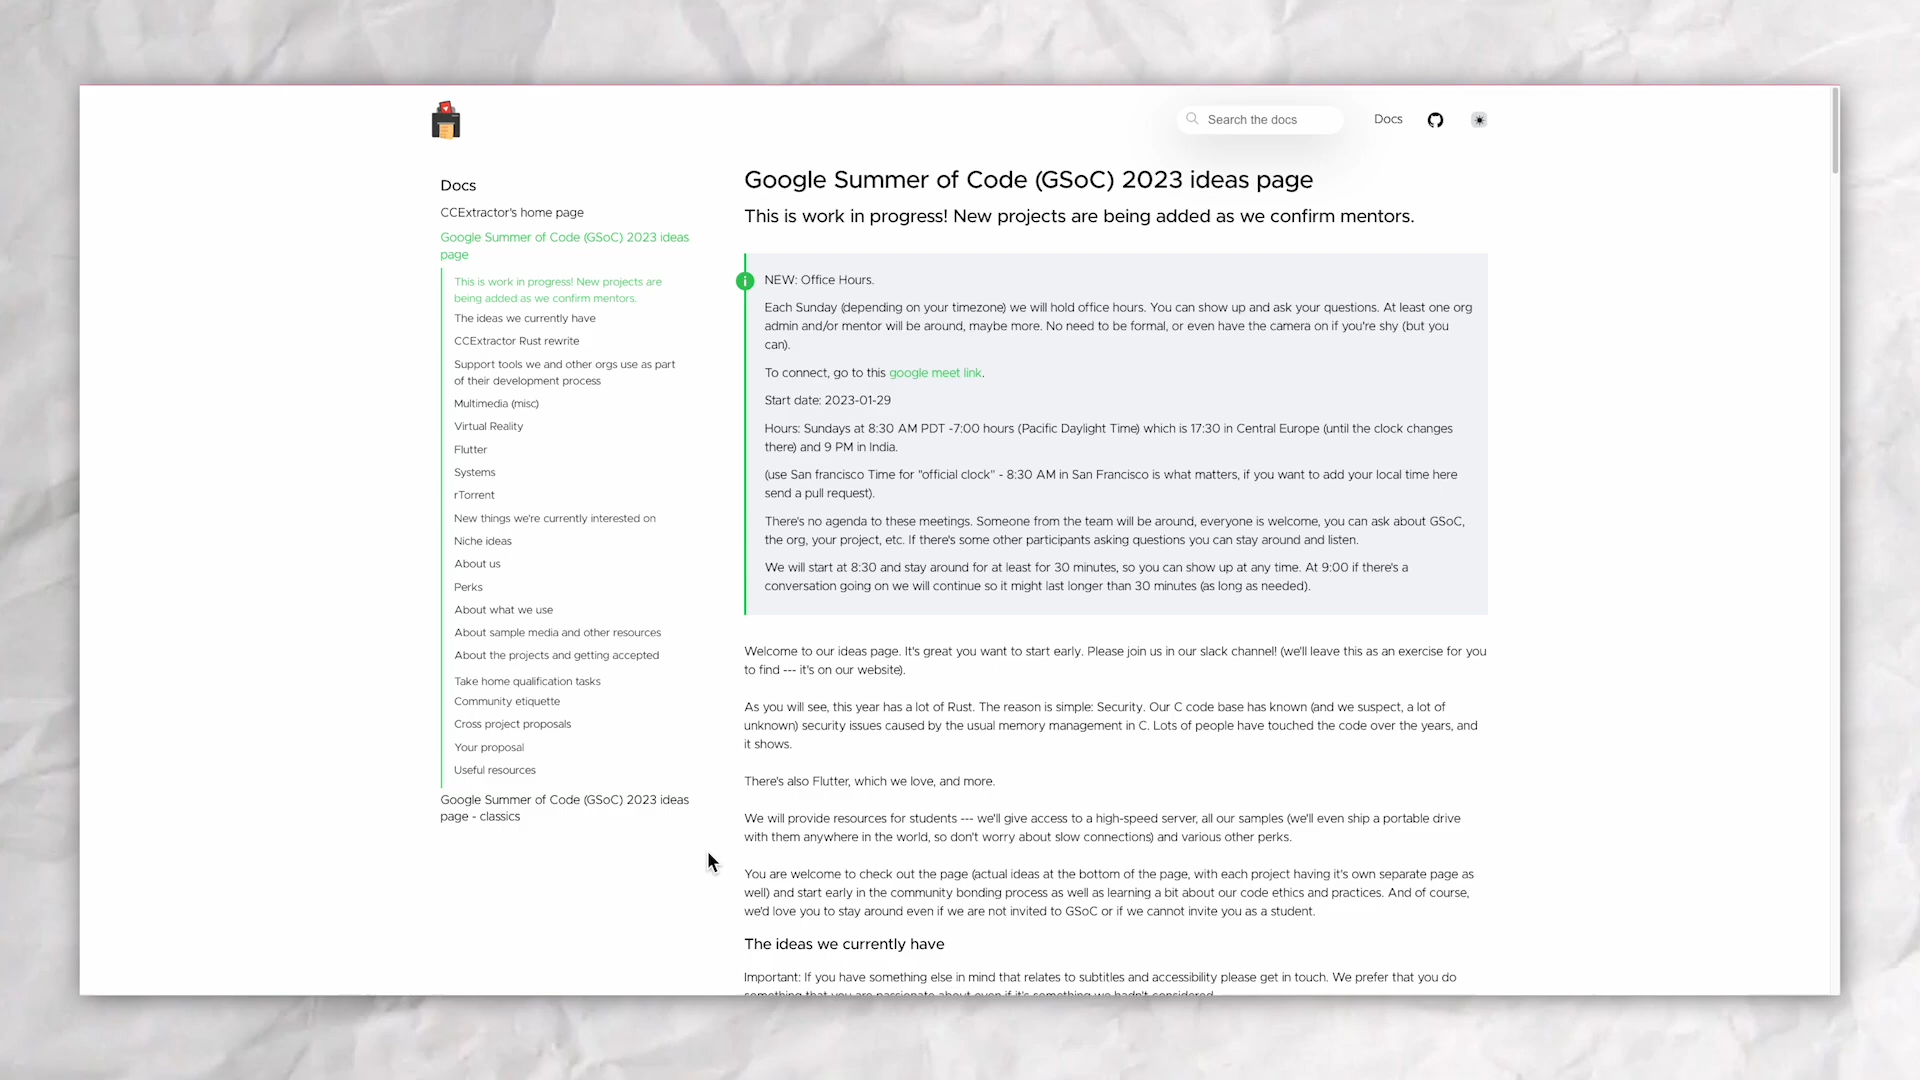 Search the docs
Docs
Docs
CCExtractor's home page
Google Summer of Code (GSoC) 2023 ideas
page
This is work in progress! New projects are
being added as we confirm mentors.
The ideas we currently have
CCExtractor Rust rewrite
Support tools we and other orgs use as part
of their development process
Multimedia (misc)
Virtual Reality
Flutter
Systems
rTorrent
New things we're currently interested on
Niche ideas
About us
Perks
About what we use
About sample media and other resources
About the projects and getting accepted
Take home qualification tasks
Community etiquette
Cross project proposals
Your proposal
Useful resources
Google Summer of Code (GSoC) 2023 ideas
page - classics
Google Summer of Code (GSoC) 2023 ideas page
This is work in progress! New projects are being added as we confirm mentors.
NEW: Office Hours.
Each Sunday (depending on your timezone) we will hold office hours. You can show up and ask your questions. At least one org
admin and/or mentor will be around, maybe more. No need to be formal, or even have the camera on if you're shy (but you
can).
To connect, go to this google meet link.
Start date: 2023-01-29
Hours: Sundays at 8:30 AM PDT -7:00 hours (Pacific Daylight Time) which is 17:30 in Central Europe (until the clock changes
there) and 9 PM in India.
(use San francisco Time for "official clock" - 8:30 AM in San Francisco is what matters, if you want to add your local time here
send a pull request).
There's no agenda to these meetings. Someone from the team will be around, everyone is welcome, you can ask about GSoC,
the org, your project, etc. If there's some other participants asking questions you can stay around and listen.
We will start at 8:30 and stay around for at least for 30 minutes, so you can show up at any time. At 9:00 if there's a
conversation going on we will continue so it might last longer than 30 minutes (as long as needed).
Welcome to our ideas page. It's great you want to start early. Please join us in our slack channel! (we'll leave this as an exercise for you
to find --- it's on our website).
As you will see, this year has a lot of Rust. The reason is simple: Security. Our C code base has known (and we suspect, a lot of
unknown) security issues caused by the usual memory management in C. Lots of people have touched the code over the years, and
it shows.
There's also Flutter, which we love, and more.
We will provide resources for students --- we'll give access to a high-speed server, all our samples (we'll even ship a portable drive
with them anywhere in the world, so don't worry about slow connections) and various other perks.
You are welcome to check out the page (actual ideas at the bottom of the page, with each project having it's own separate page as
well) and start early in the community bonding process as well as learning a bit about our code ethics and practices. And of course,
we'd love you to stay around even if we are not invited to GSoC or if we cannot invite you as a student.
The ideas we currently have
Important: If you have something else in mind that relates to subtitles and accessibility please get in touch. We prefer that you do
something that you are passionate about even if it's something we hadn't considered.